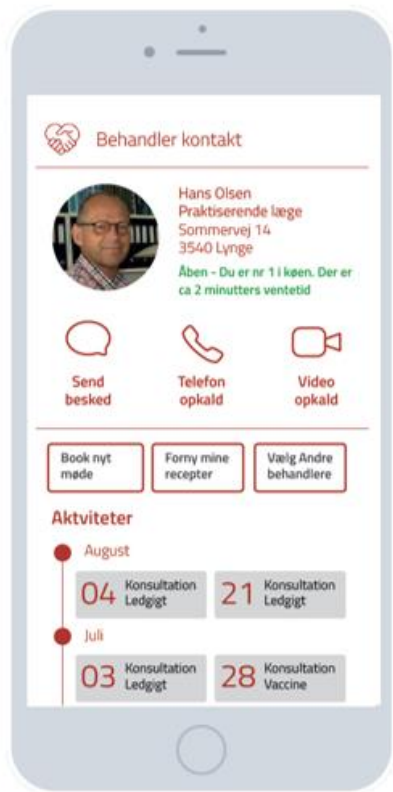 Behandler kontakt
Hans Olsen
Praktiserende læge
Sommervej 14
3540 Lynge
Åben - Du er nr 1 i køen. Der er
ca 2 minutters ventetid
Send
besked
Telefon
opkald
Video
opkald
Book nyt
møde
Forny mine
recepter
Vælg Andre
behandlere
Aktviteter
August
04 Konsultation
Ledgigt
21 Konsultation
Ledgigt
Juli
03 Konsultation
Ledgigt
28 Konsultation
Vaccine